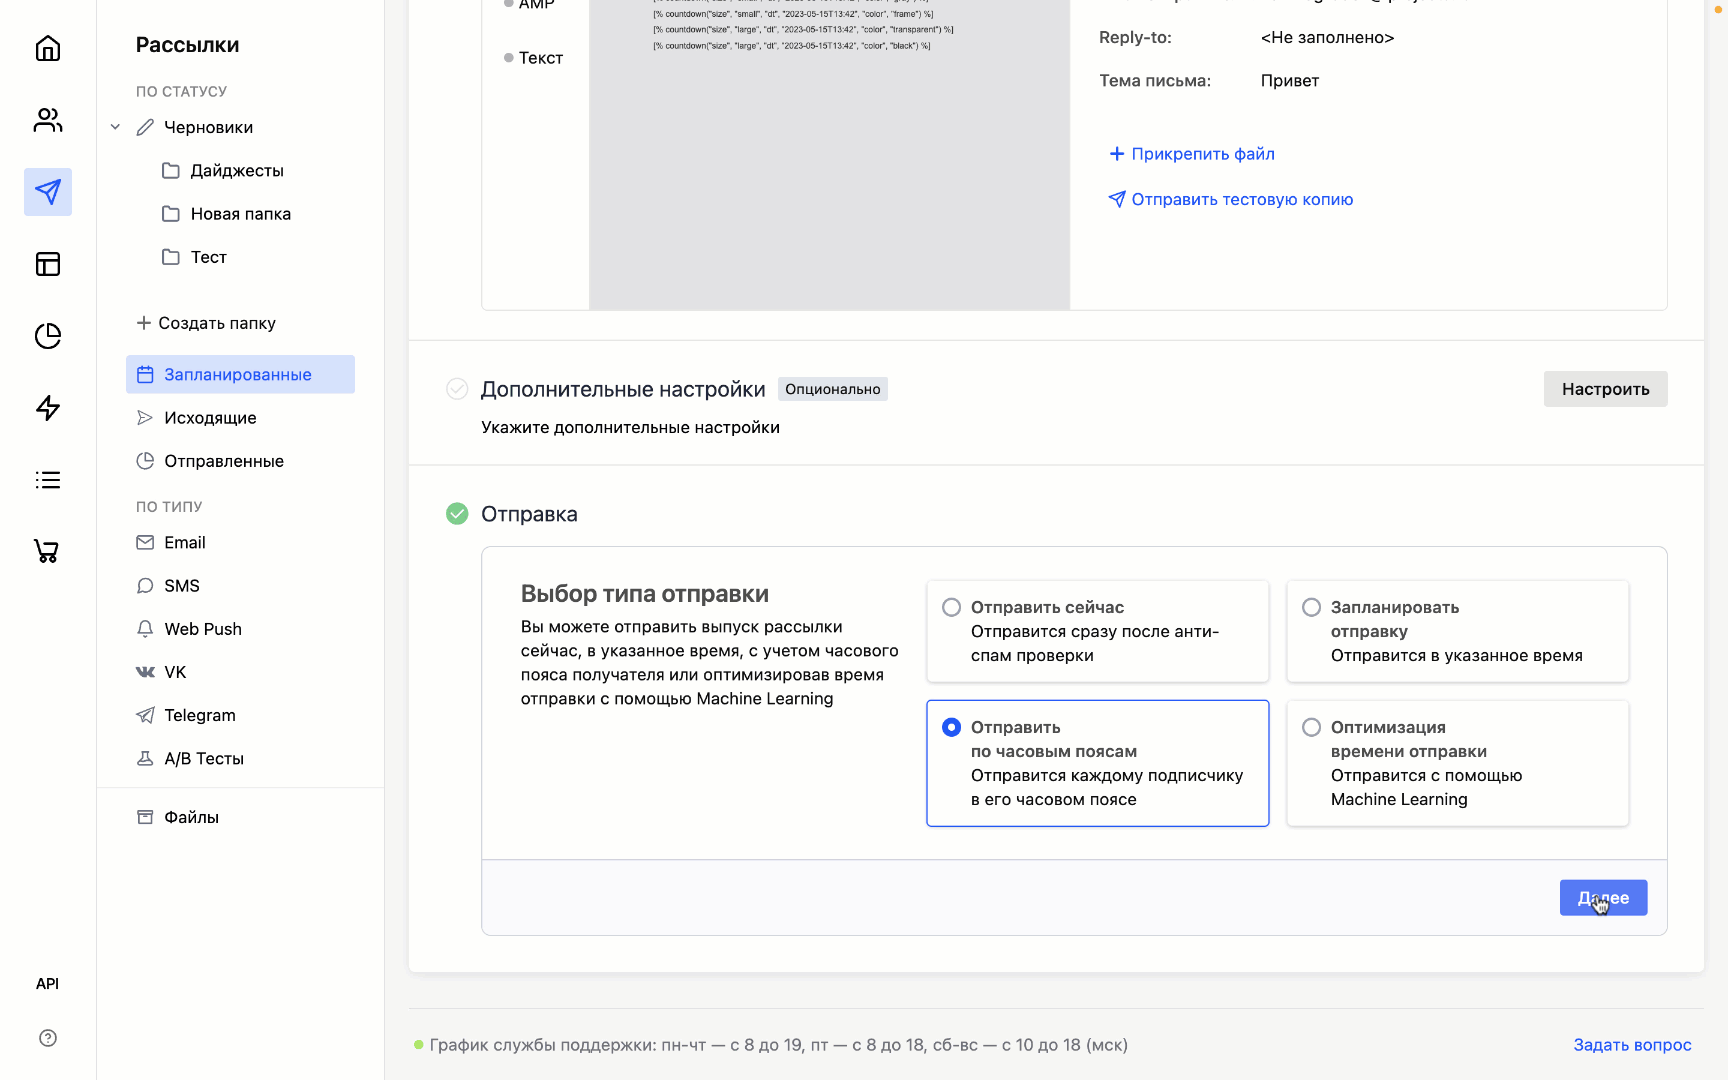 Рассылки
ПО СТАТУСУ
Черновики
Дайджесты
Новая папка
Тест
Создать папку
Запланированные
Исходящие
Отправленные
ПО ТИПУ
Email
SMS
Web Push
VK
Telegram
A/B Тесты
Файлы
API
AMP
Текст
[% countdown("size", "small", "dt", "2023-05-15T13:42", "color", "frame") %]
[% countdown("size", "large", "dt", "2023-05-15T13:42", "color", "transparent") %]
[% countdown("size", "large", "dt", "2023-05-15T13:42", "color", "black") %]
Reply-to: <Не заполнено>
Тема письма: Привет
Прикрепить файл
Отправить тестовую копию
Дополнительные настройки Опционально
Настроить
Укажите дополнительные настройки
Отправка
Выбор типа отправки
Вы можете отправить выпуск рассылки
сейчас, в указанное время, с учетом часового
пояса получателя или оптимизировав время
отправки с помощью Machine Learning
Отправить сейчас
Отправится сразу после анти-
спам проверки
Запланировать
отправку
Отправится в указанное время
Отправить
по часовым поясам
Отправится каждому подписчику
в его часовом поясе
Оптимизация
времени отправки
Отправится с помощью
Machine Learning
Далее
График службы поддержки: пн-чт — с 8 до 19, пт — с 8 до 18, сб-вс — с 10 до 18 (мск)
Задать вопрос